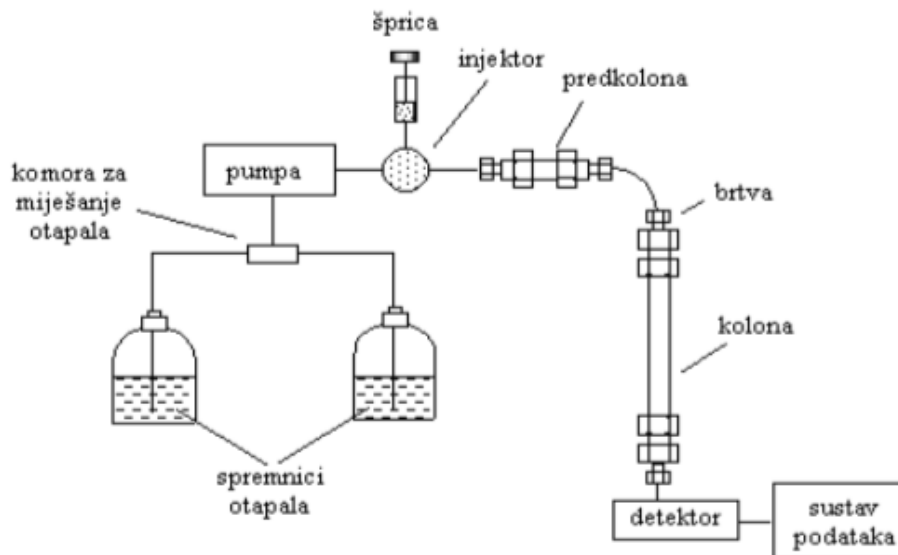 šprica
injektor
predkolona
pumpa
komora za
miješanje
otapala
brtva
kolona
spremnici
otapala
detektor
sustav
podataka